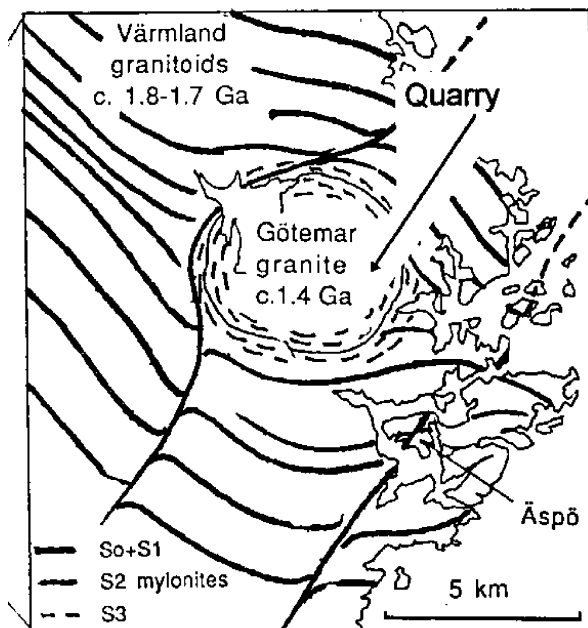 Värmland
granitoids
c. 1.8-1.7 Ga
Quarry
Götemar
granite
c.1.4 Ga
Äspö
So+S1
S2 mylonites
S3
5 km